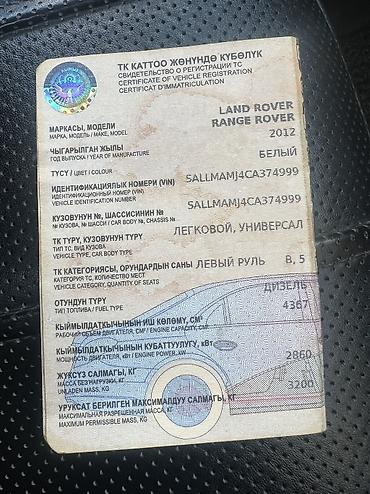 ТК КАТТОО ЖӨНҮНДӨ КҮБӨЛҮК
СВИДЕТЕЛЬСТВО О РЕГИСТРАЦИИ ТС
CERTIFICATE OF VEHICLE REGISTRATION
CERTIFICAT D'IMMATRICULATION
LAND ROVER
МАРКАСЫ, МОДЕЛИ
RANGE ROVER
МАРКА, МОДЕЛЬ / MAKE, MODEL
2012
ЧЫГАРЫЛГАН ЖЫЛЫ
ГОД ВЫПУСКА / YEAR OF MANUFACTURE
БЕЛЫЙ
ТҮСҮ / ЦВЕТ / COLOUR
SALLMAMJ4CA374999
ИДЕНТИФИКАЦИЯЛЫК НОМЕРИ (VIN)
ИДЕНТИФИКАЦИОННЫЙ НОМЕР (VIN)
VEHICLE IDENTIFICATION NUMBER
SALLMAMJ4CA374999
КУЗОВУНУН №, ШАССИСИНИН №
№ КУЗОВА, № ШАССИ / CAR BODY №, CHASSIS №
ЛЕГКОВОЙ, УНИВЕРСАЛ
ТК ТҮРҮ, КУЗОВУНУН ТҮРҮ
ТИП ТС, ВИД КУЗОВА
VEHICLE TYPE, CAR BODY TYPE
ТК КАТЕГОРИЯСЫ, ОРУНДАРДЫН САНЫ ЛЕВЫЙ РУЛЬ B, 5
КАТЕГОРИЯ ТС, КОЛИЧЕСТВО МЕСТ
VEHICLE CATEGORY, QUANTITY OF SEATS
ДИЗЕЛЬ
ОТУНДУН ТҮРҮ
ТИП ТОПЛИВА / FUEL TYPE
4367
КЫЙМЫЛДАТКЫЧЫНЫН ИШ КӨЛӨМҮ, СМ³
РАБОЧИЙ ОБЪЕМ ДВИГАТЕЛЯ, СМ³ / ENGINE CAPACITY, CM³
КЫЙМЫЛДАТКЫЧЫНЫН КУБАТТУУЛУГУ, кВт
МОЩНОСТЬ ДВИГАТЕЛЯ, кВт / ENGINE POWER, KW
2860
ЖҮКСҮЗ САЛМАГЫ, КГ
МАССА БЕЗ НАГРУЗКИ, КГ
UNLADEN MASS, KG
3200
УРУКСАТ БЕРИЛГЕН МАКСИМАЛДУУ САЛМАГЫ, КГ
МАКСИМАЛЬНАЯ РАЗРЕШЕННАЯ МАССА, КГ
MAXIMUM PERMISSIBLE MASS, KG